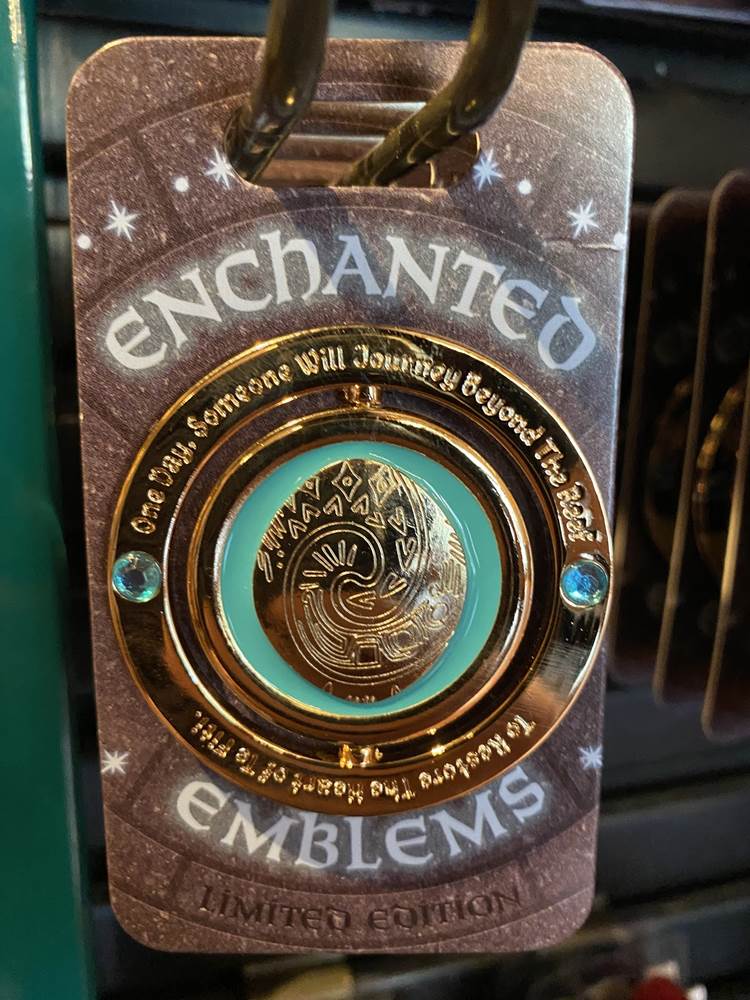 ENCHANTED
One Day, Someone Will Journey Beyond The Reef
To Restore The Heart of Te Fiti.
EMBLEMS
LIMITED EDITION